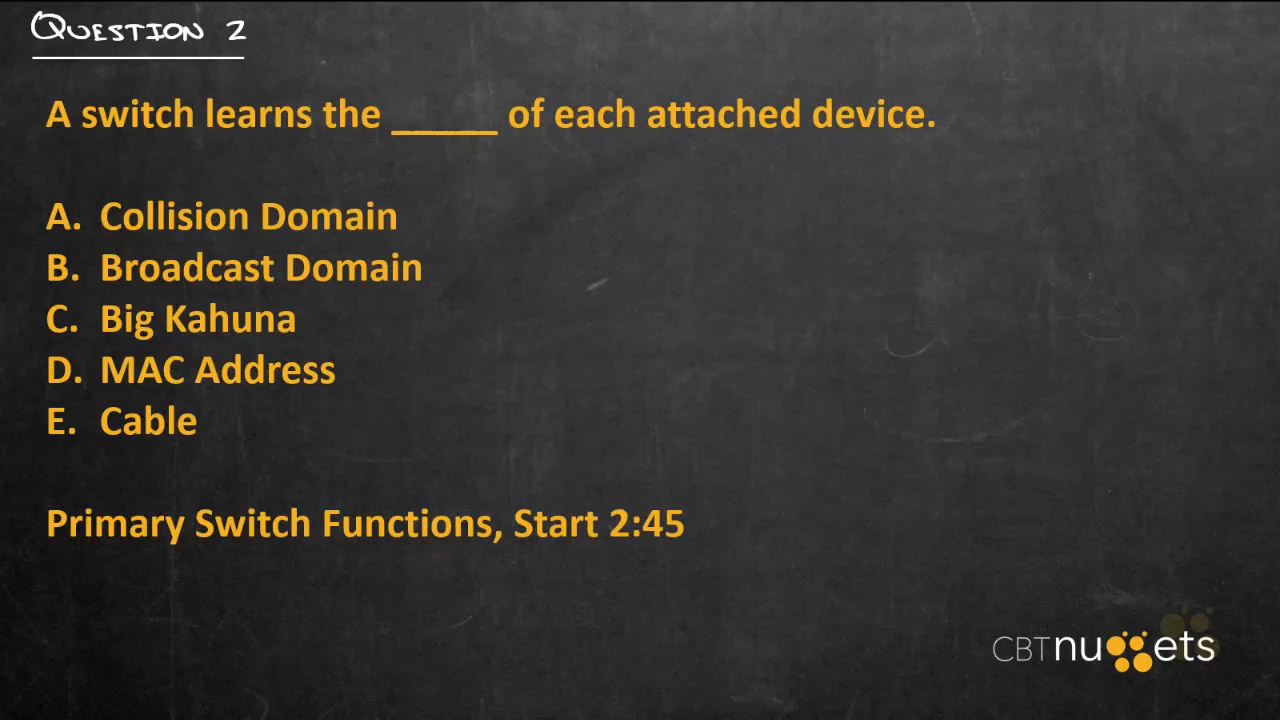 QUESTION 2
A switch learns the _____ of each attached device.
A. Collision Domain
B. Broadcast Domain
C. Big Kahuna
D. MAC Address
E. Cable
Primary Switch Functions, Start 2:45
CBTnuggets